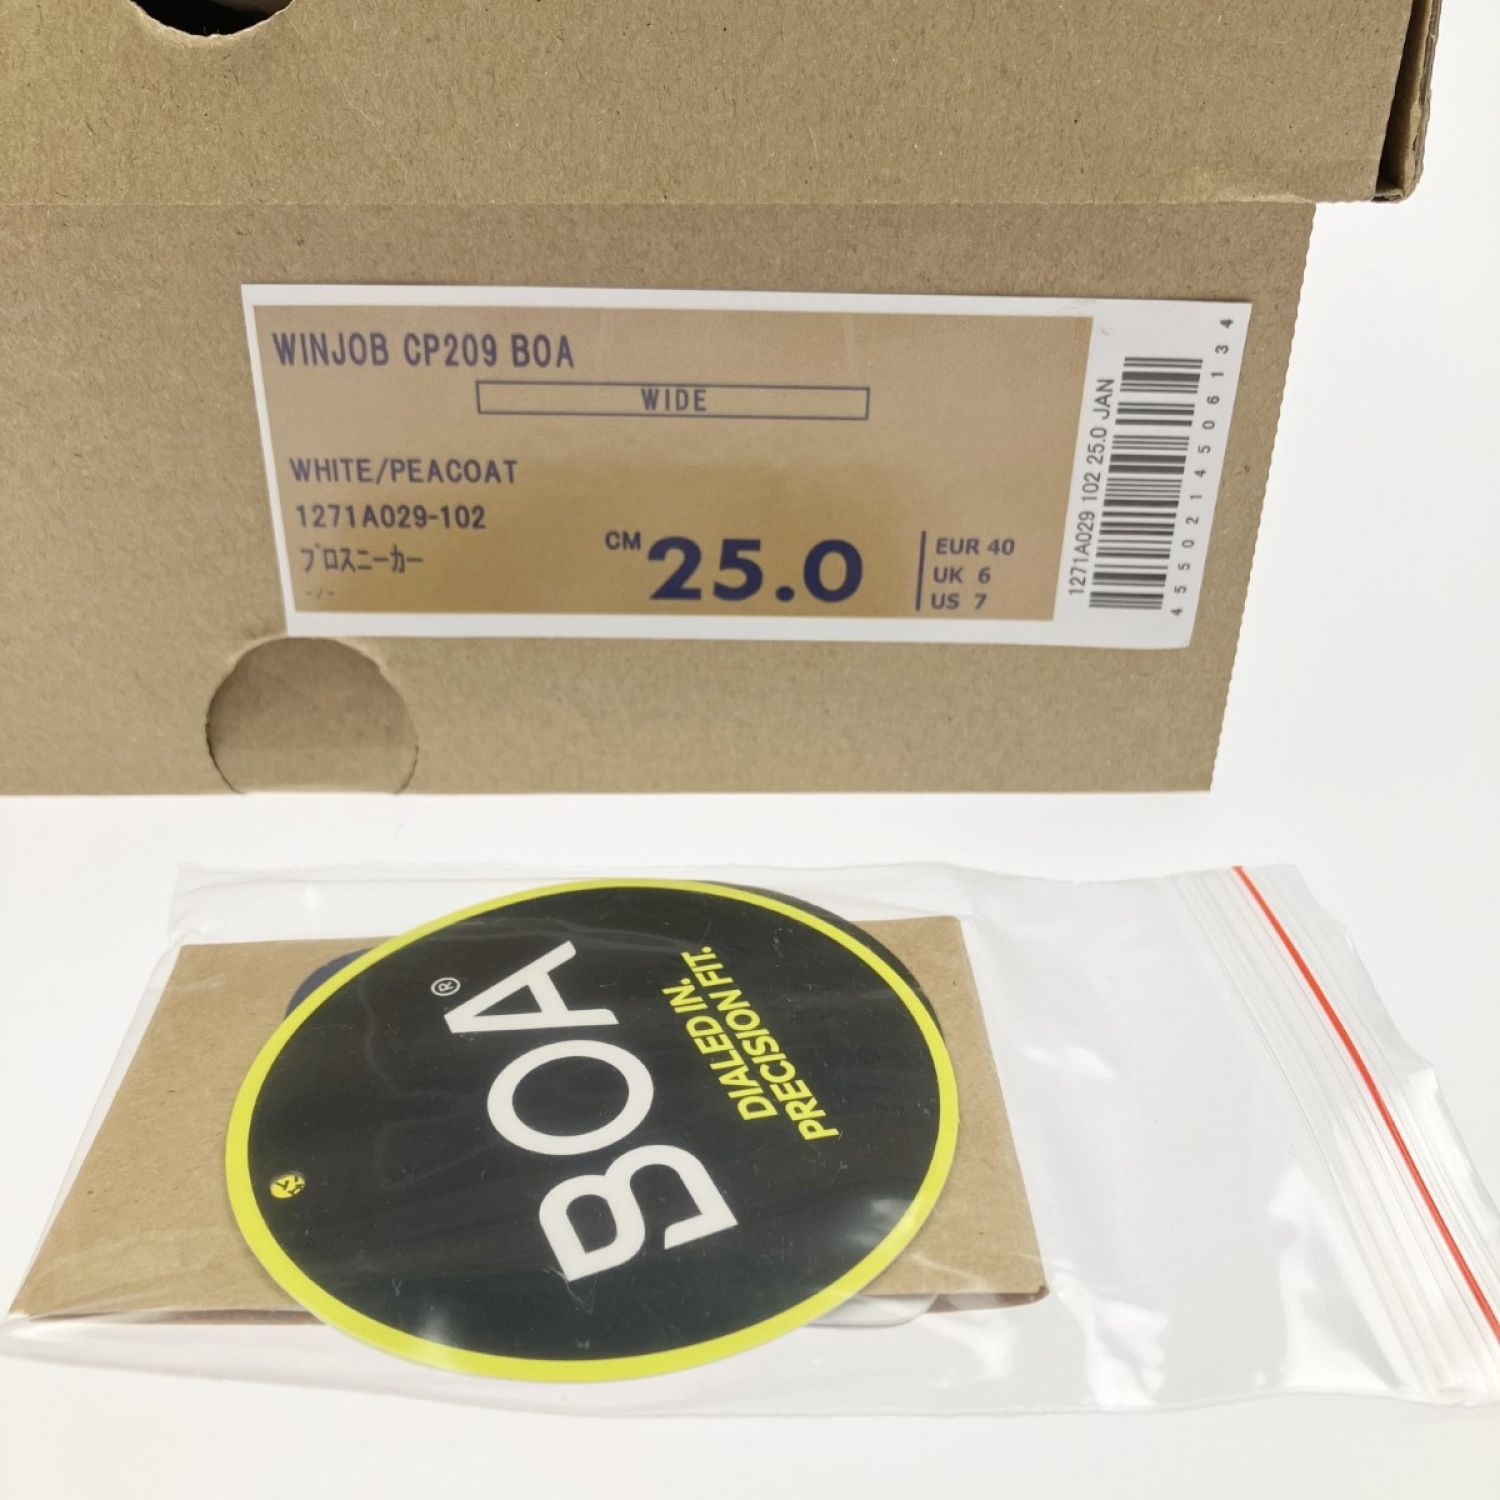 WINJOB CP209 BOA
WIDE
WHITE/PEACOAT
1271A029-102
プロスニーカー
-/-
CM 25.0
EUR 40
UK 6
US 7
1271A029 102 25.0 JAN
4550214506134
BOA®
DIALED IN.
PRECISION FIT.